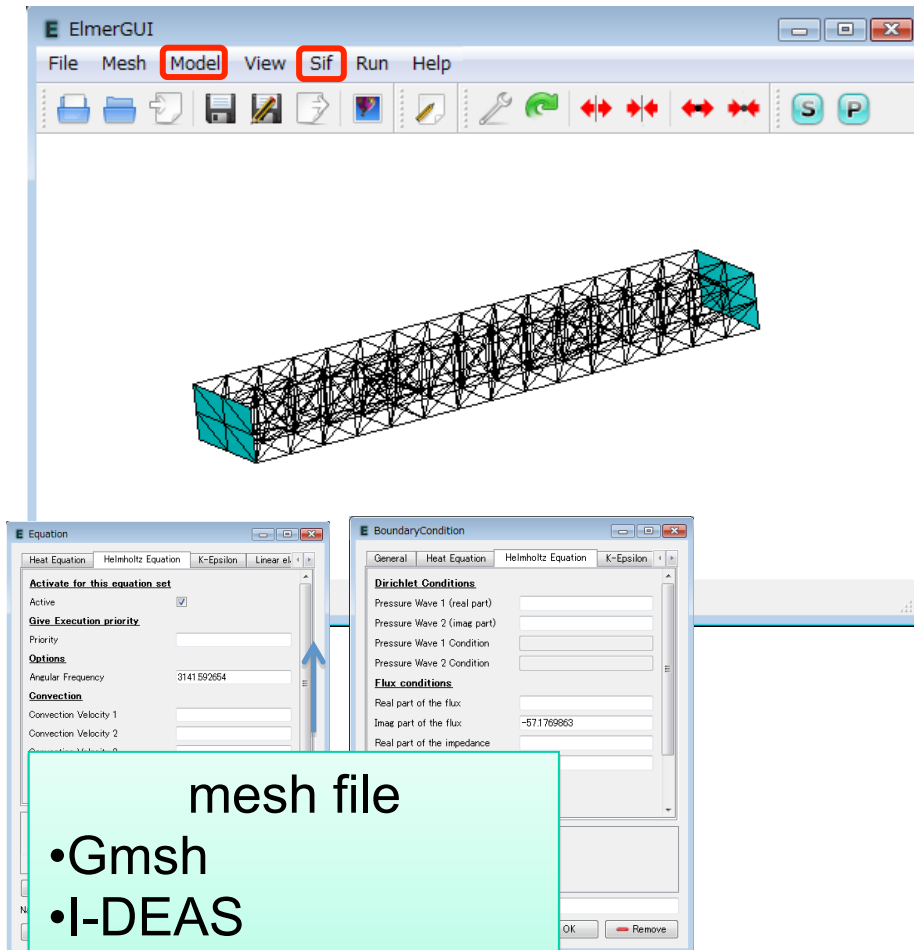 ElmerGUI
File Mesh Model View Sif Run Help
S P
Equation
Heat Equation Helmholtz Equation K-Epsilon Linear el
Activate for this equation set
Active
Give Execution priority
Priority
Options
Angular Frequency 3141.592654
Convection
Convection Velocity 1
Convection Velocity 2
BoundaryCondition
General Heat Equation Helmholtz Equation K-Epsilon
Dirichlet Conditions
Pressure Wave 1 (real part)
Pressure Wave 2 (imag part)
Pressure Wave 1 Condition
Pressure Wave 2 Condition
Flux conditions
Real part of the flux
Imag part of the flux -57.1769863
Real part of the impedance
OK Remove
mesh file
•Gmsh
•I-DEAS